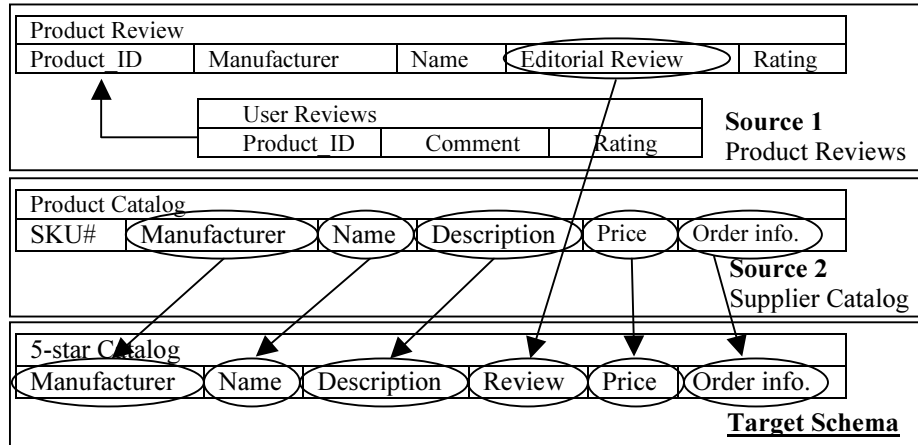 Product Review
Product_ID Manufacturer Name Editorial Review Rating
User Reviews
Product_ID Comment Rating
Source 1
Product Reviews
Product Catalog
SKU# Manufacturer Name Description Price Order info.
Source 2
Supplier Catalog
5-star Catalog
Manufacturer Name Description Review Price Order info.
Target Schema